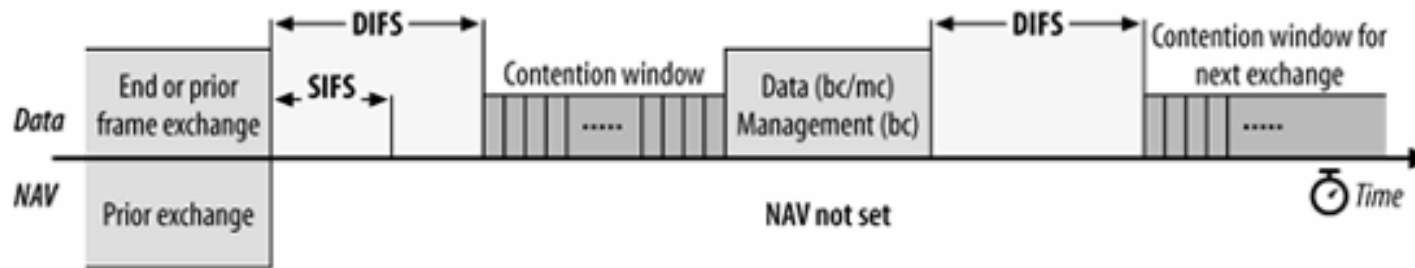 DIFS
DIFS
Contention window for
next exchange
End or prior
frame exchange
SIFS
Contention window
.....
Data (bc/mc)
Management (bc)
.....
Data
NAV
Prior exchange
NAV not set
Time